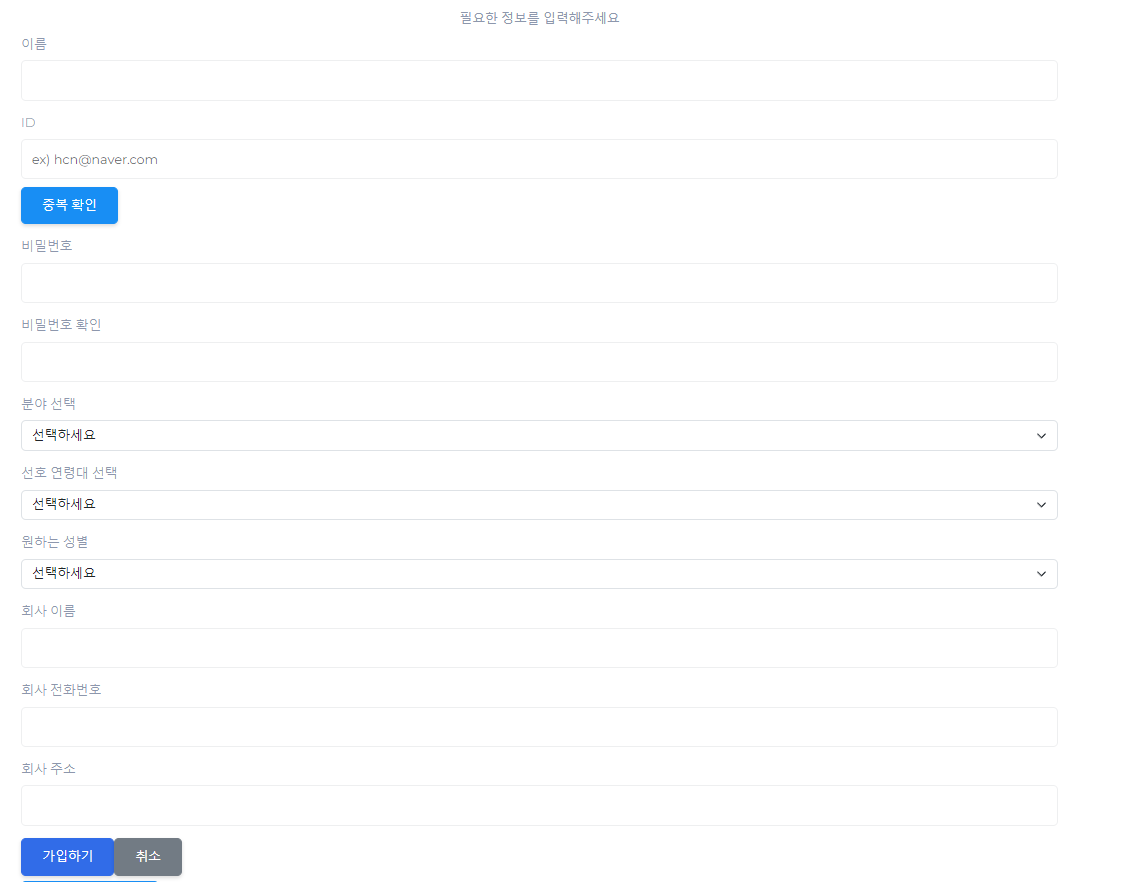 필요한 정보를 입력해주세요
이름
ID
ex) hcn@naver.com
중복 확인
비밀번호
비밀번호 확인
분야 선택
선택하세요
선호 연령대 선택
선택하세요
원하는 성별
선택하세요
회사 이름
회사 전화번호
회사 주소
가입하기 취소